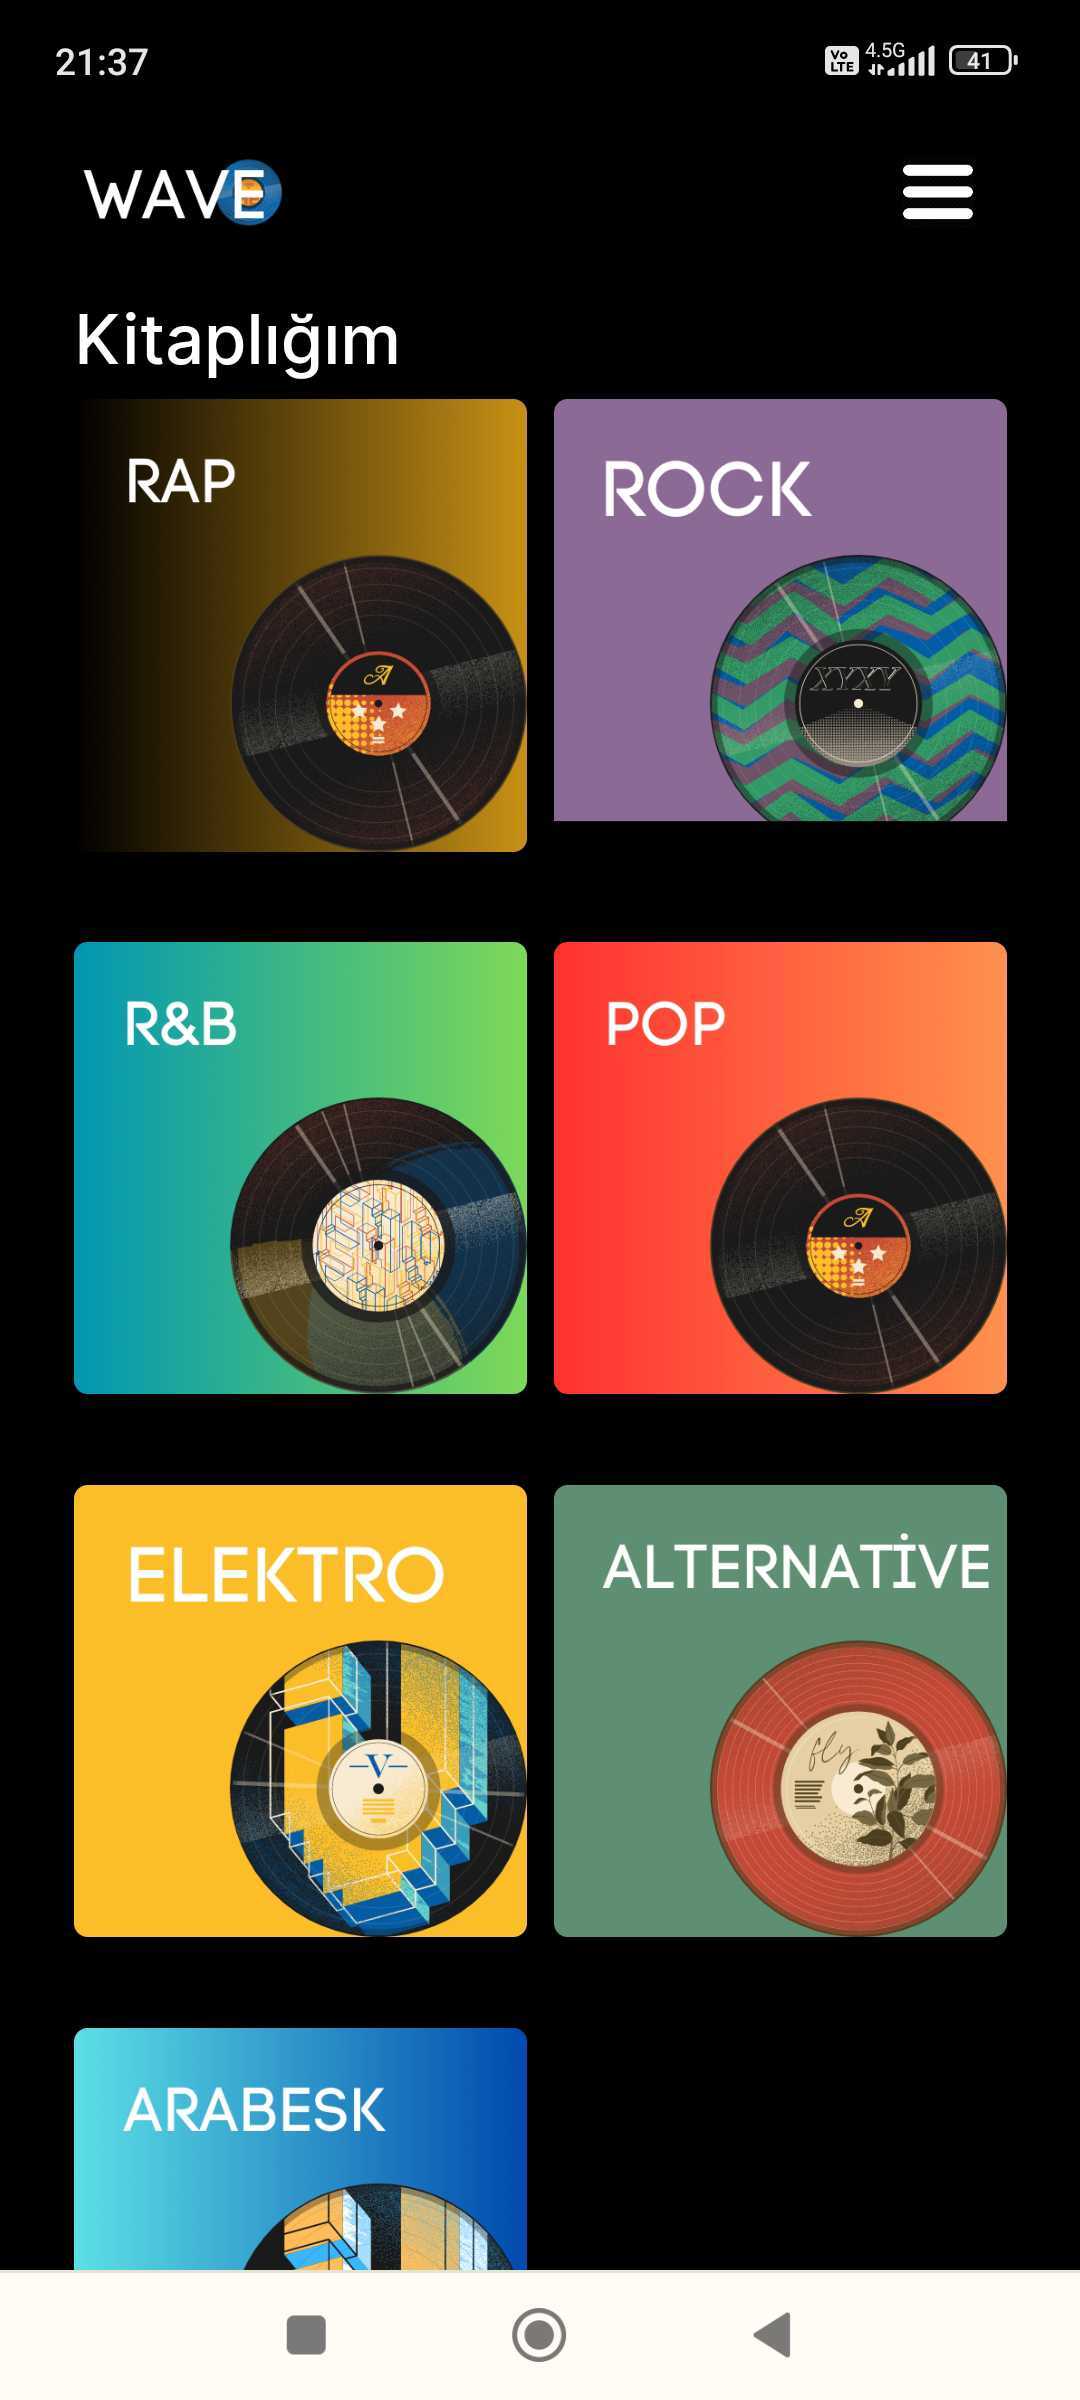 21:37
Vo LTE 4.5G 41
WAVE
Kitaplığım
RAP
ROCK
A
XYXY
R&B
POP
A
ELEKTRO
ALTERNATİVE
V
fly
ARABESK